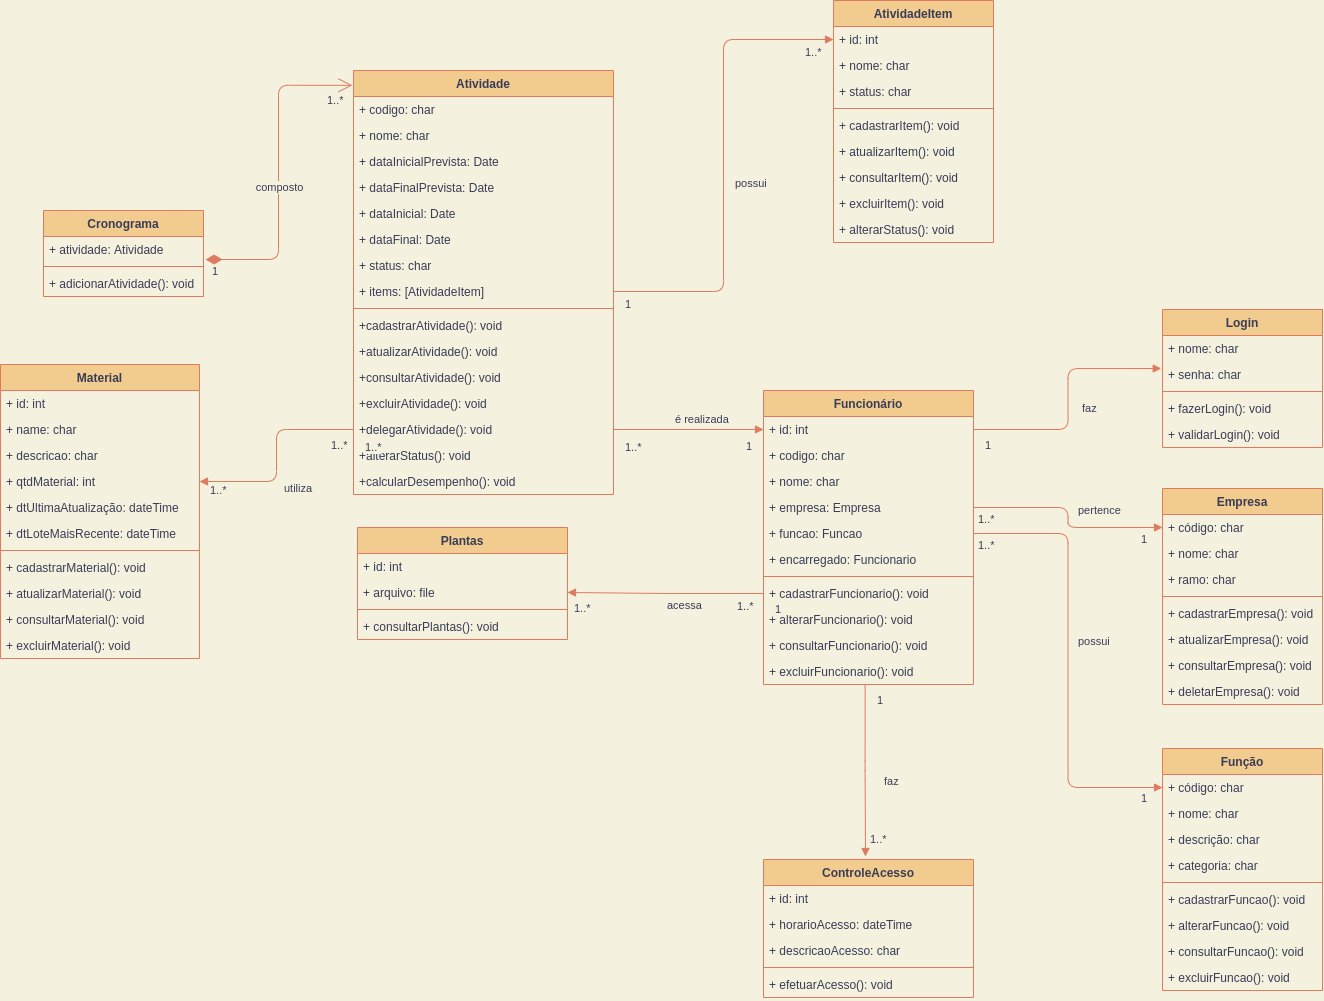 AtividadeItem
+ id: int
+ nome: char
+ status: char
+ cadastrarItem(): void
+ atualizarItem(): void
+ consultarItem(): void
+ excluirItem(): void
+ alterarStatus(): void
1..*
possui
1
Atividade
+ codigo: char
+ nome: char
+ dataInicialPrevista: Date
+ dataFinalPrevista: Date
+ dataInicial: Date
+ dataFinal: Date
+ status: char
+ items: [AtividadeItem]
+cadastrarAtividade(): void
+atualizarAtividade(): void
+consultarAtividade(): void
+excluirAtividade(): void
+delegarAtividade(): void
+alterarStatus(): void
+calcularDesempenho(): void
1..*
composto
1
Cronograma
+ atividade: Atividade
+ adicionarAtividade(): void
Material
+ id: int
+ name: char
+ descricao: char
+ qtdMaterial: int
+ dtUltimaAtualização: dateTime
+ dtLoteMaisRecente: dateTime
+ cadastrarMaterial(): void
+ atualizarMaterial(): void
+ consultarMaterial(): void
+ excluirMaterial(): void
1..*
1..*
1..*
utiliza
é realizada
1..*
1
Funcionário
+ id: int
+ codigo: char
+ nome: char
+ empresa: Empresa
+ funcao: Funcao
+ encarregado: Funcionario
+ cadastrarFuncionario(): void
1
+ alterarFuncionario(): void
+ consultarFuncionario(): void
+ excluirFuncionario(): void
Plantas
+ id: int
+ arquivo: file
+ consultarPlantas(): void
1..*
acessa
1..*
Login
+ nome: char
+ senha: char
+ fazerLogin(): void
+ validarLogin(): void
faz
1
Empresa
+ código: char
+ nome: char
+ ramo: char
+ cadastrarEmpresa(): void
+ atualizarEmpresa(): void
+ consultarEmpresa(): void
+ deletarEmpresa(): void
pertence
1..*
1
1..*
possui
1
Função
+ código: char
+ nome: char
+ descrição: char
+ categoria: char
+ cadastrarFuncao(): void
+ alterarFuncao(): void
+ consultarFuncao(): void
+ excluirFuncao(): void
1
faz
1..*
ControleAcesso
+ id: int
+ horarioAcesso: dateTime
+ descricaoAcesso: char
+ efetuarAcesso(): void